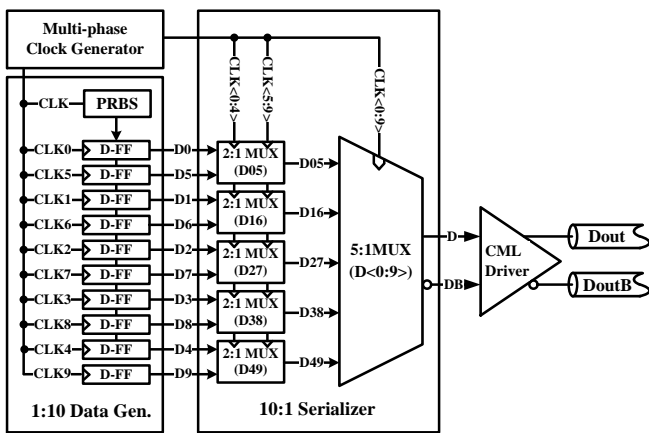 Multi-phase
Clock Generator
CLK<0:4>
CLK<5:9>
CLK<0:9>
CLK
PRBS
CLK0
D-FF
D0
CLK5
D-FF
D5
CLK1
D-FF
D1
CLK6
D-FF
D6
CLK2
D-FF
D2
CLK7
D-FF
D7
CLK3
D-FF
D3
CLK8
D-FF
D8
CLK4
D-FF
D4
CLK9
D-FF
D9
1:10 Data Gen.
2:1 MUX
(D05)
D05
2:1 MUX
(D16)
D16
2:1 MUX
(D27)
D27
2:1 MUX
(D38)
D38
2:1 MUX
(D49)
D49
5:1MUX
(D<0:9>)
10:1 Serializer
D
DB
CML
Driver
Dout
DoutB